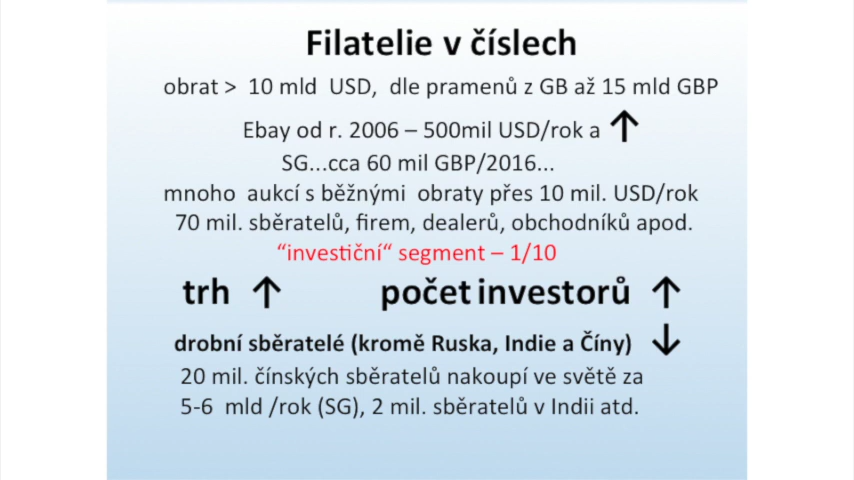 Filatelie v číslech
obrat > 10 mld USD, dle pramenů z GB až 15 mld GBP
Ebay od r. 2006 – 500mil USD/rok a ↑
SG...cca 60 mil GBP/2016...
mnoho aukcí s běžnými obraty přes 10 mil. USD/rok
70 mil. sběratelů, firem, dealerů, obchodníků apod.
“investiční“ segment – 1/10
trh ↑ počet investorů ↑
drobní sběratelé (kromě Ruska, Indie a Číny) ↓
20 mil. čínských sběratelů nakoupí ve světě za
5-6 mld /rok (SG), 2 mil. sběratelů v Indii atd.